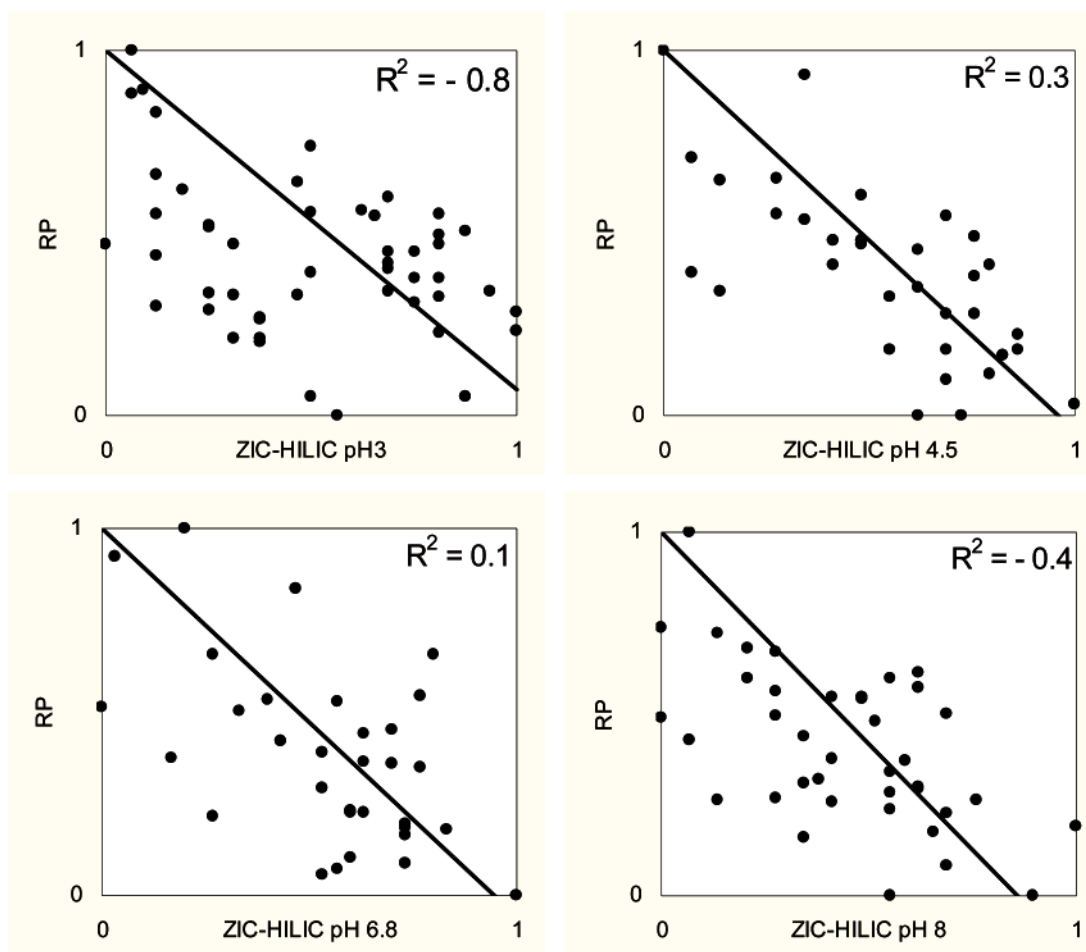 1
R² = - 0.8
RP
0
0
ZIC-HILIC pH3
1
1
R² = 0.3
RP
0
0
ZIC-HILIC pH 4.5
1
1
R² = 0.1
RP
0
0
ZIC-HILIC pH 6.8
1
1
R² = - 0.4
RP
0
0
ZIC-HILIC pH 8
1